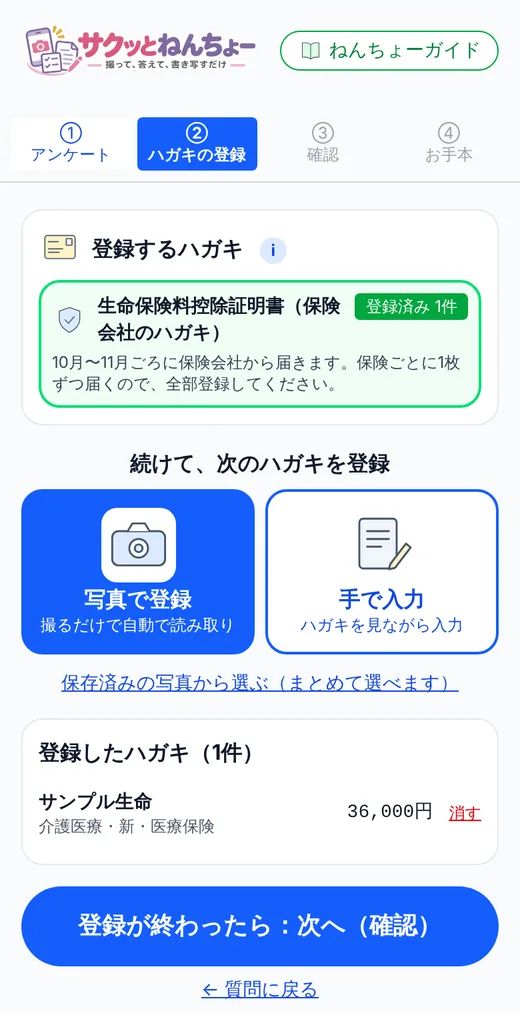 サクッとねんちょー
撮って、答えて、書き写すだけ
ねんちょーガイド
1
アンケート
2
ハガキの登録
3
確認
4
お手本
登録するハガキ
i
生命保険料控除証明書（保険
会社のハガキ）
登録済み 1件
10月〜11月ごろに保険会社から届きます。保険ごとに1枚
ずつ届くので、全部登録してください。
続けて、次のハガキを登録
写真で登録
撮るだけで自動で読み取り
手で入力
ハガキを見ながら入力
保存済みの写真から選ぶ（まとめて選べます）
登録したハガキ（1件）
サンプル生命
介護医療・新・医療保険
36,000円
消す
登録が終わったら：次へ（確認）
← 質問に戻る